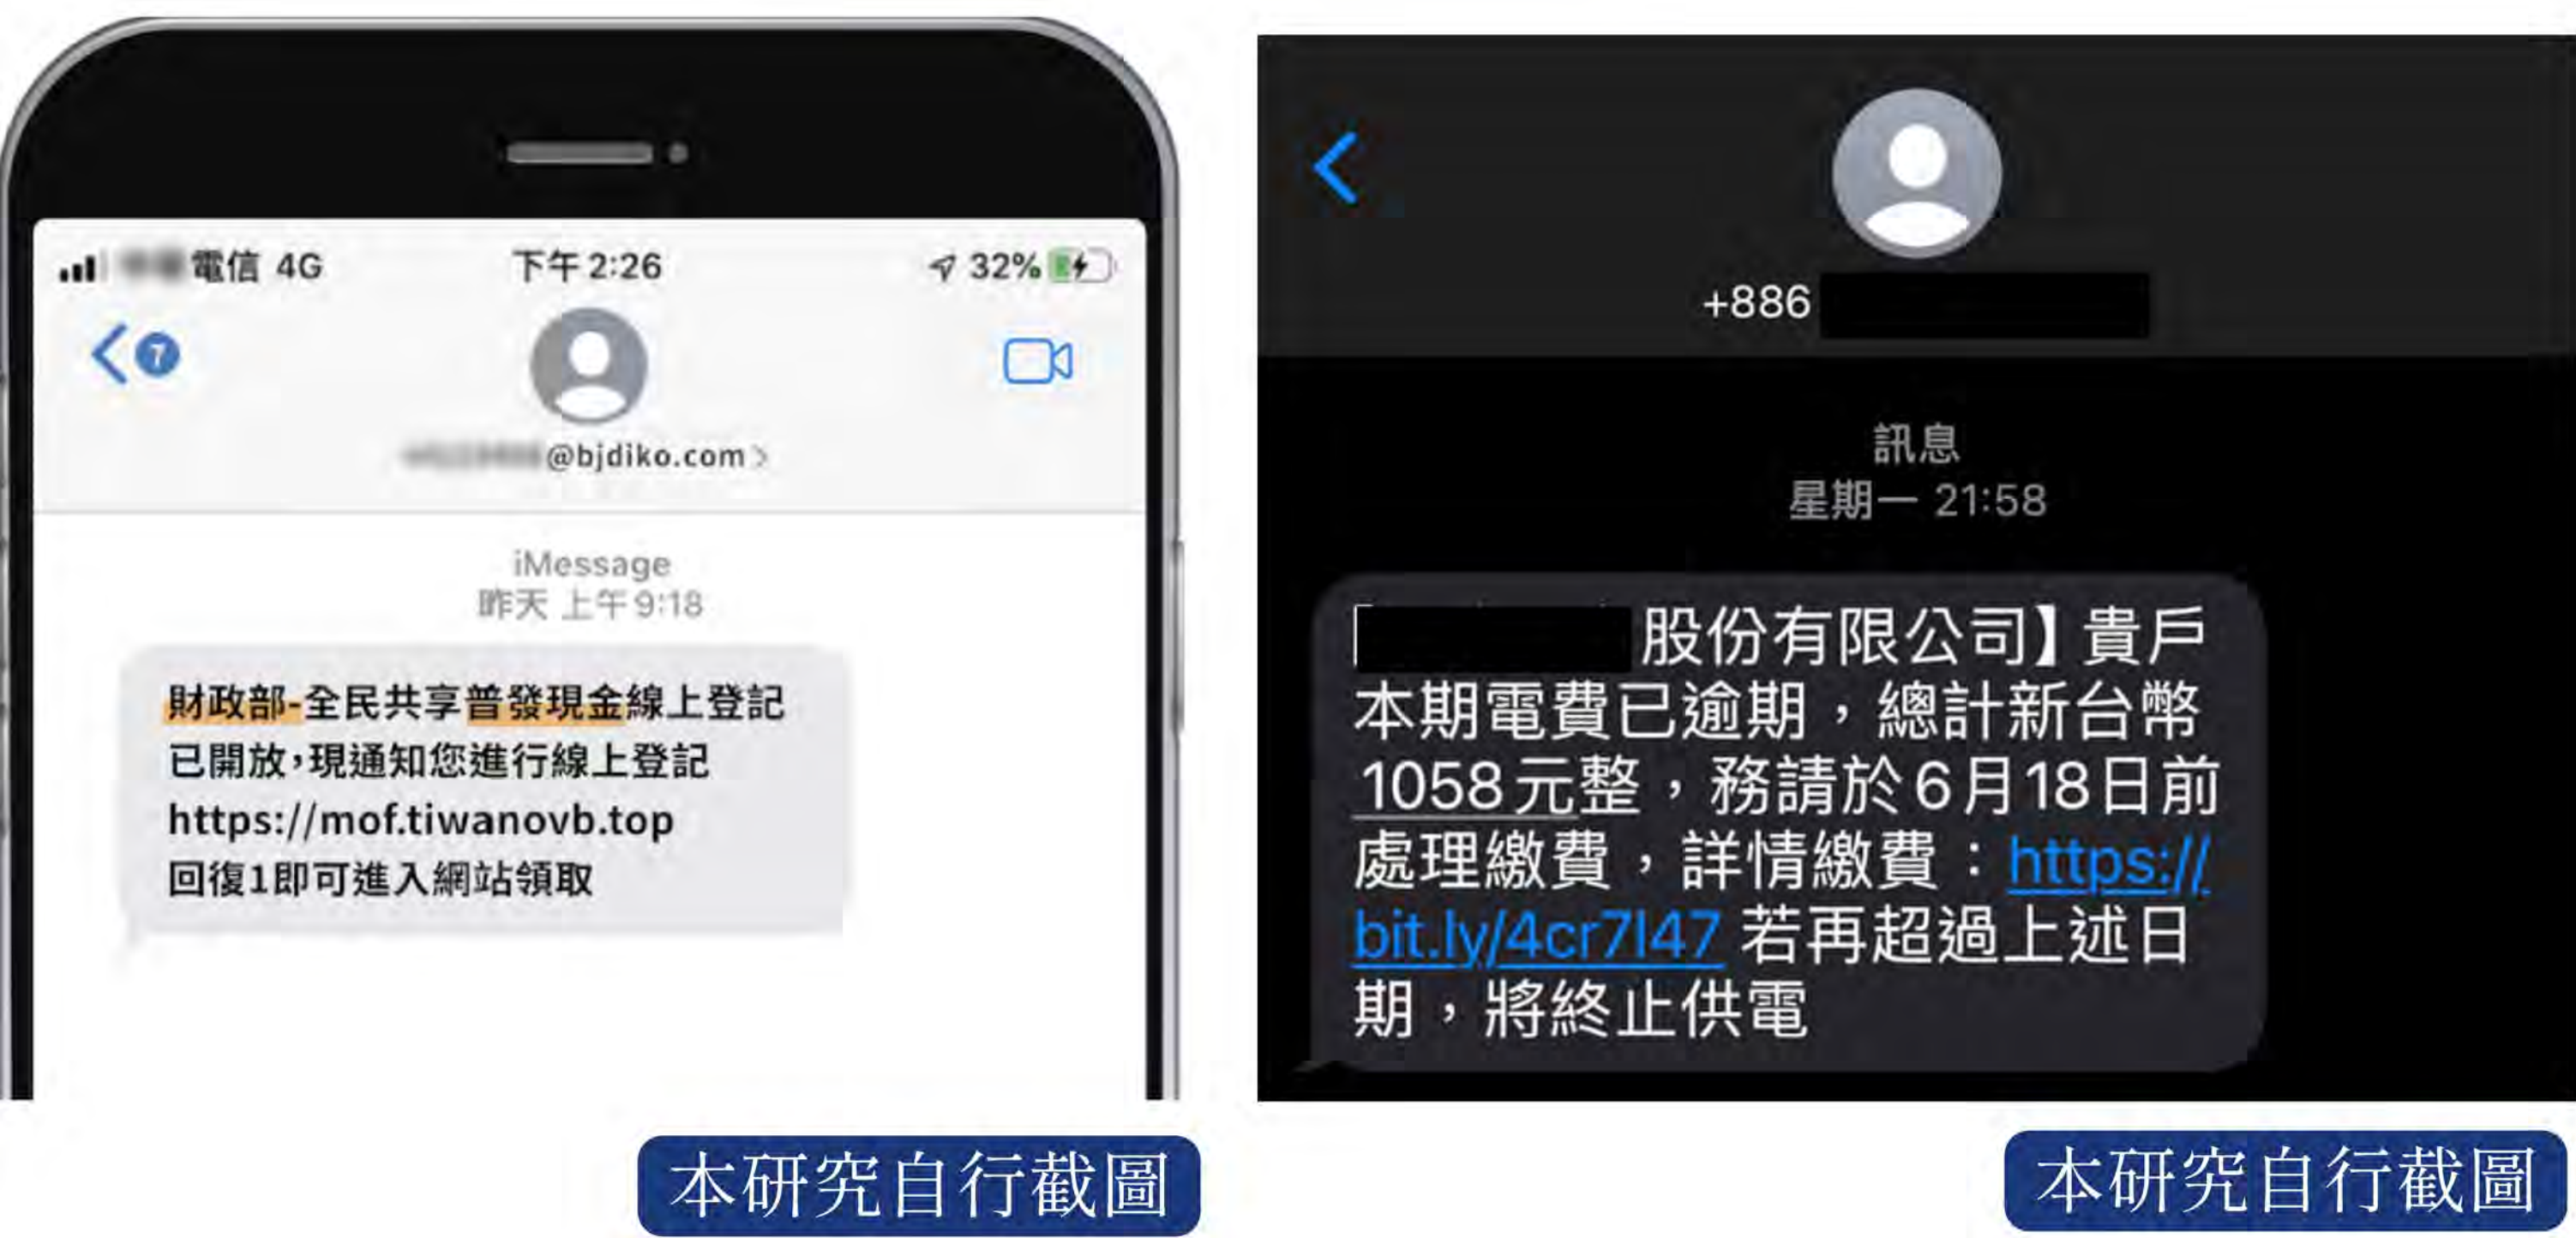 電信 4G
下午2:26
32%
7
@bjdiko.com >
iMessage
昨天 上午9:18
財政部-全民共享普發現金線上登記
已開放,現通知您進行線上登記
https://mof.tiwanovb.top
回復1即可進入網站領取
本研究自行截圖
+886
訊息
星期一 21:58
股份有限公司】貴戶
本期電費已逾期，總計新台幣
1058元整，務請於6月18日前
處理繳費，詳情繳費：https://
bit.ly/4cr7l47 若再超過上述日
期，將終止供電
本研究自行截圖